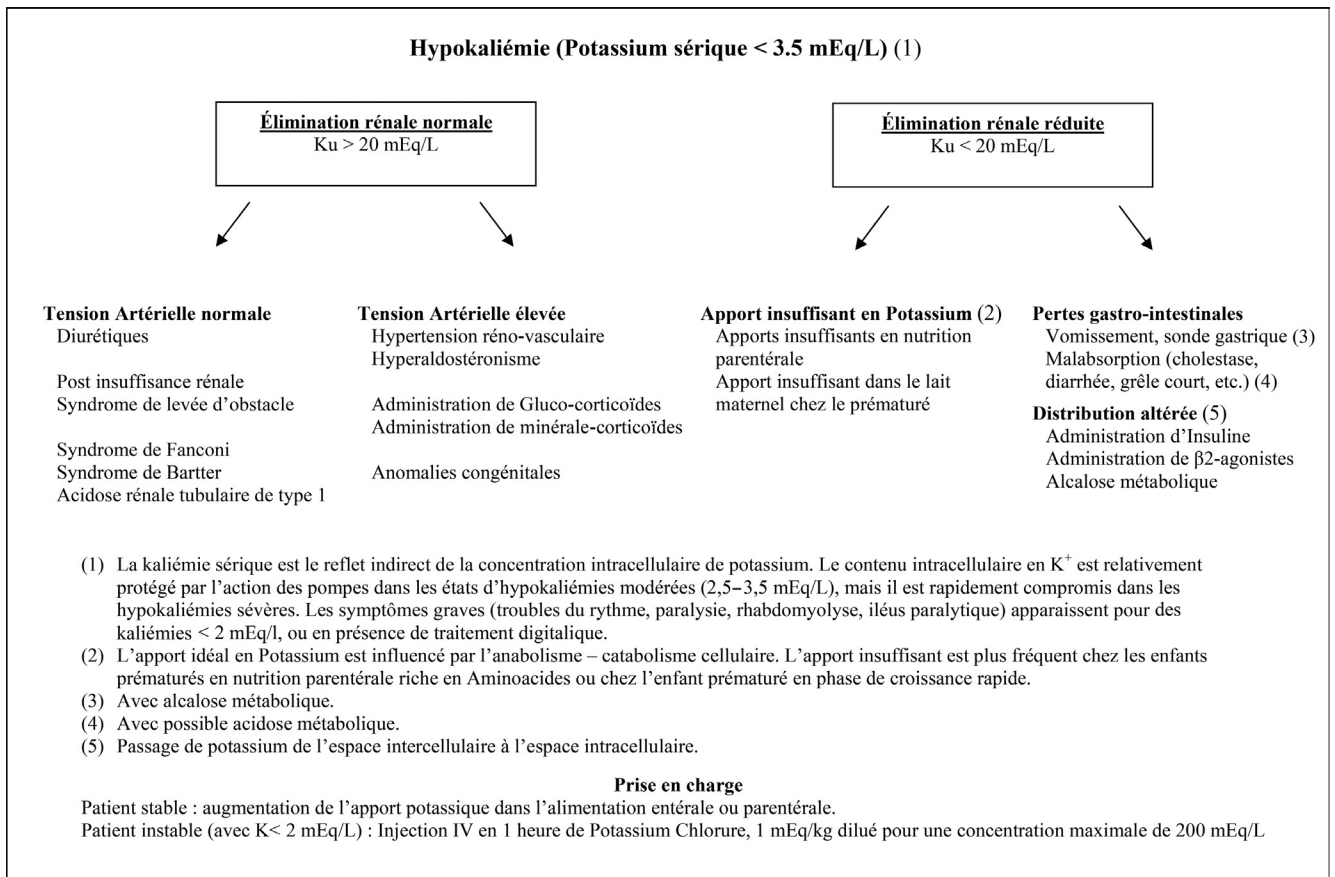 Hypokaliémie (Potassium sérique < 3.5 mEq/L) (1)
Élimination rénale normale
Ku > 20 mEq/L
Élimination rénale réduite
Ku < 20 mEq/L
Tension Artérielle normale
Diurétiques
Post insuffisance rénale
Syndrome de levée d’obstacle
Syndrome de Fanconi
Syndrome de Bartter
Acidose rénale tubulaire de type 1
Tension Artérielle élevée
Hypertension réno-vasculaire
Hyperaldostéronisme
Administration de Gluco-corticoïdes
Administration de minérale-corticoïdes
Anomalies congénitales
Apport insuffisant en Potassium (2)
Apports insuffisants en nutrition
parentérale
Apport insuffisant dans le lait
maternel chez le prématuré
Pertes gastro-intestinales
Vomissement, sonde gastrique (3)
Malabsorption (cholestase,
diarrhée, grêle court, etc.) (4)
Distribution altérée (5)
Administration d’Insuline
Administration de β2-agonistes
Alcalose métabolique
(1) La kaliémie sérique est le reflet indirect de la concentration intracellulaire de potassium. Le contenu intracellulaire en K⁺ est relativement
protégé par l’action des pompes dans les états d’hypokaliémies modérées (2,5–3,5 mEq/L), mais il est rapidement compromis dans les
hypokaliémies sévères. Les symptômes graves (troubles du rythme, paralysie, rhabdomyolyse, iléus paralytique) apparaissent pour des
kaliémies < 2 mEq/l, ou en présence de traitement digitalique.
(2) L’apport idéal en Potassium est influencé par l’anabolisme – catabolisme cellulaire. L’apport insuffisant est plus fréquent chez les enfants
prématurés en nutrition parentérale riche en Aminoacides ou chez l’enfant prématuré en phase de croissance rapide.
(3) Avec alcalose métabolique.
(4) Avec possible acidose métabolique.
(5) Passage de potassium de l’espace intercellulaire à l’espace intracellulaire.
Prise en charge
Patient stable : augmentation de l’apport potassique dans l’alimentation entérale ou parentérale.
Patient instable (avec K< 2 mEq/L) : Injection IV en 1 heure de Potassium Chlorure, 1 mEq/kg dilué pour une concentration maximale de 200 mEq/L